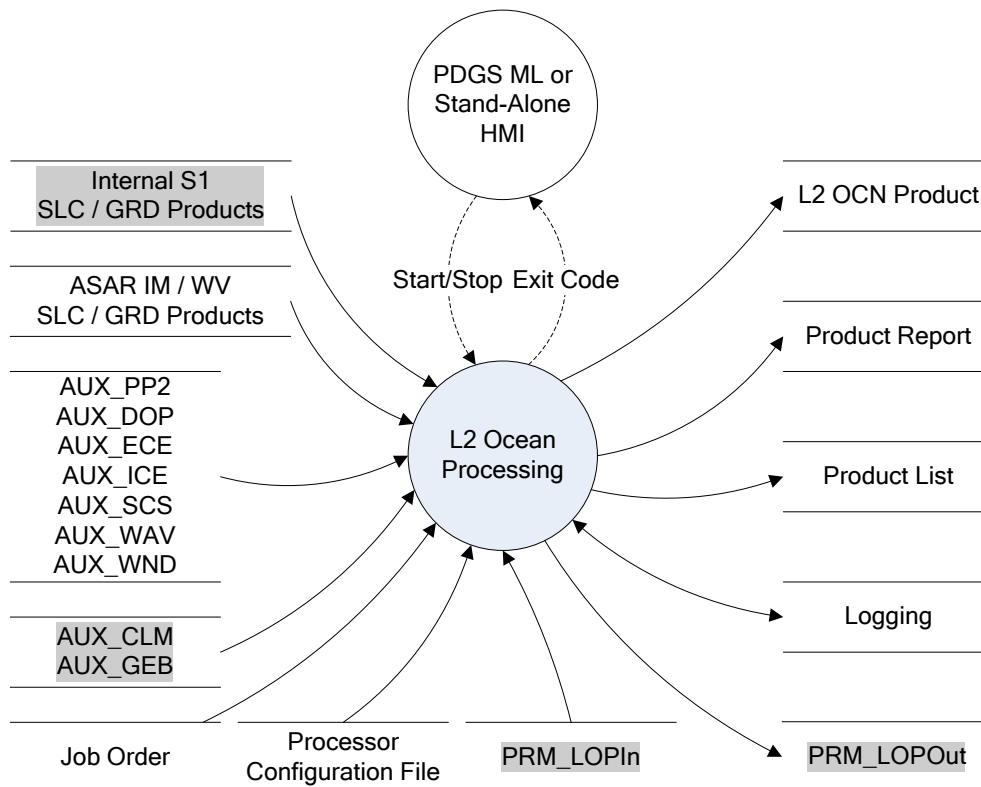 PDGS ML or
Stand-Alone
HMI
Internal S1
SLC / GRD Products
L2 OCN Product
Start/Stop
Exit Code
ASAR IM / WV
SLC / GRD Products
Product Report
AUX_PP2
AUX_DOP
AUX_ECE
AUX_ICE
AUX_SCS
AUX_WAV
AUX_WND
L2 Ocean
Processing
Product List
AUX_CLM
AUX_GEB
Logging
Job Order
Processor
Configuration File
PRM_LOPIn
PRM_LOPOut